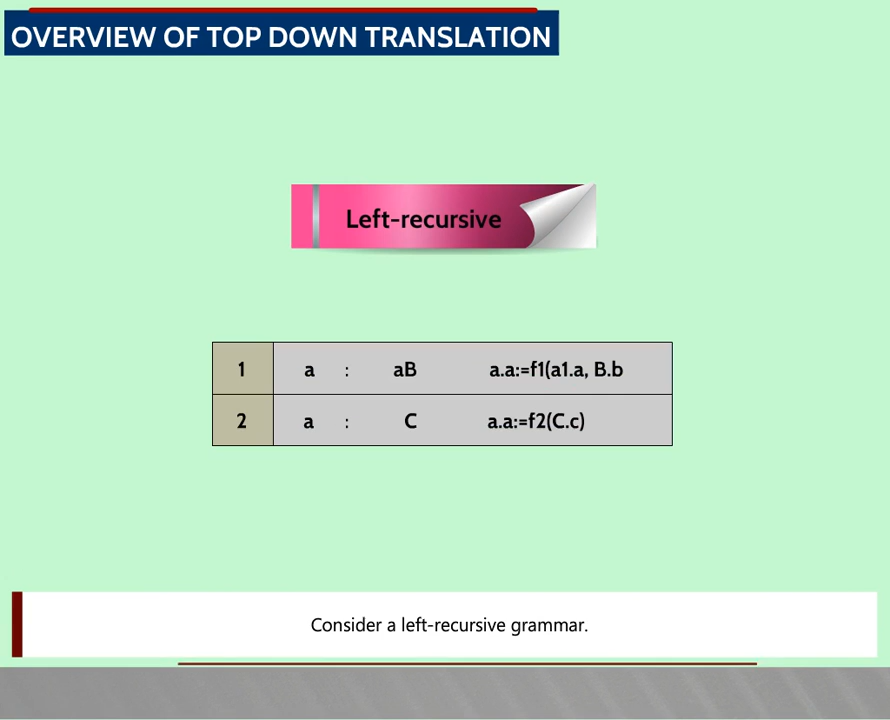 OVERVIEW OF TOP DOWN TRANSLATION
Left-recursive
1 a : aB a.a:=f1(a1.a, B.b
2 a : C a.a:=f2(C.c)
Consider a left-recursive grammar.